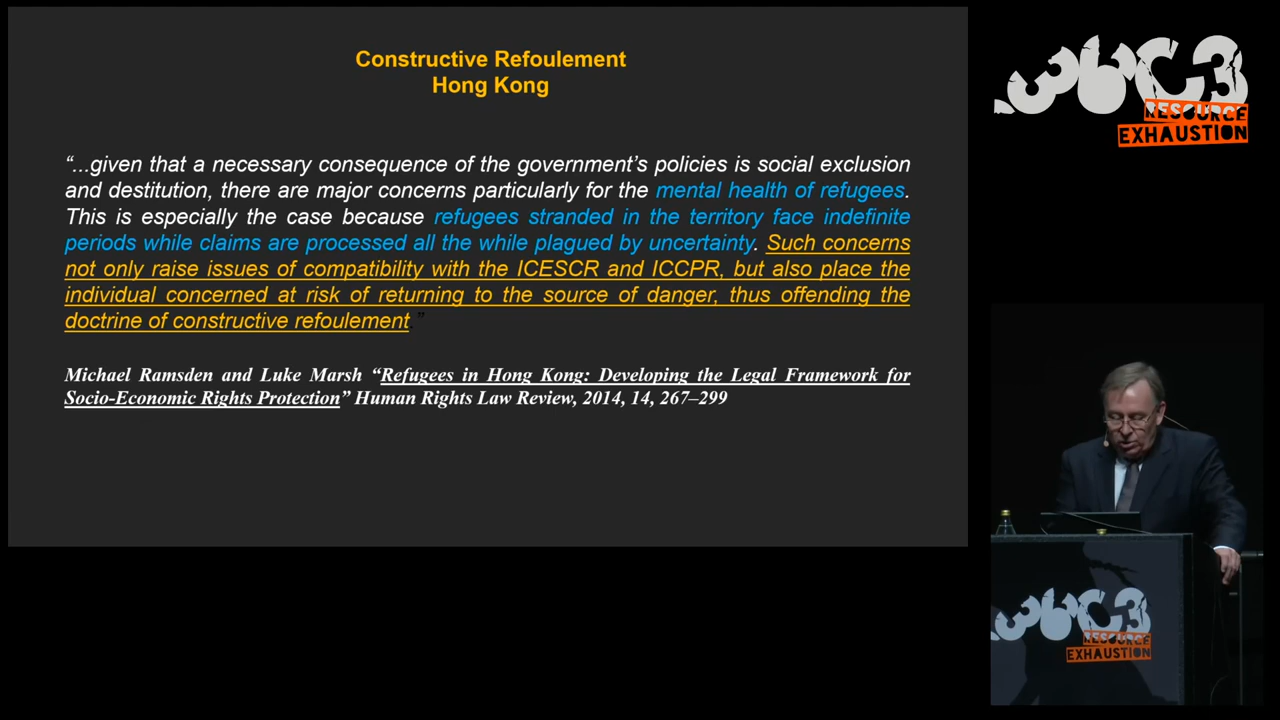 Constructive Refoulement
Hong Kong
“...given that a necessary consequence of the government’s policies is social exclusion
and destitution, there are major concerns particularly for the mental health of refugees.
This is especially the case because refugees stranded in the territory face indefinite
periods while claims are processed all the while plagued by uncertainty. Such concerns
not only raise issues of compatibility with the ICESCR and ICCPR, but also place the
individual concerned at risk of returning to the source of danger, thus offending the
doctrine of constructive refoulement.”
Michael Ramsden and Luke Marsh “Refugees in Hong Kong: Developing the Legal Framework for
Socio-Economic Rights Protection” Human Rights Law Review, 2014, 14, 267–299
36C3
RESOURCE
EXHAUSTION
36C3
RESOURCE
EXHAUSTION